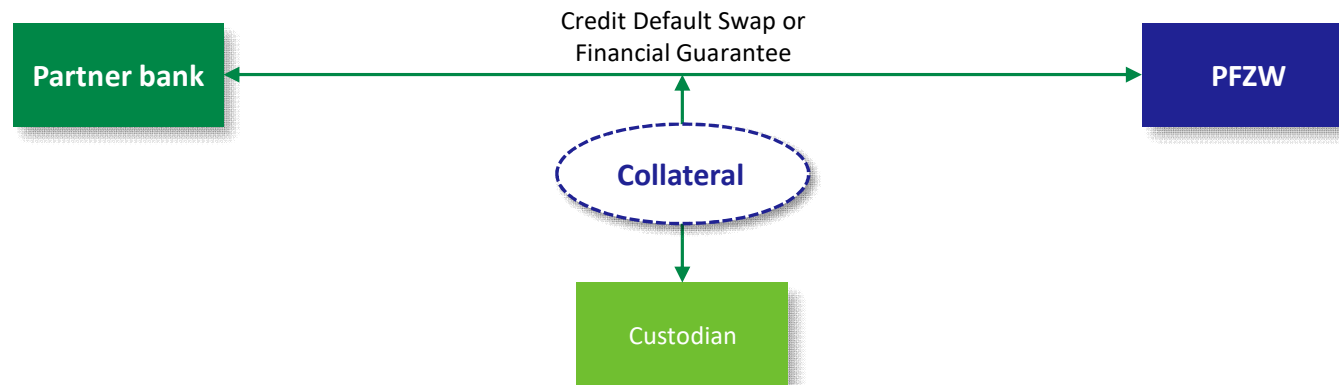 Credit Default Swap or
Financial Guarantee
Partner bank
PFZW
Collateral
Custodian